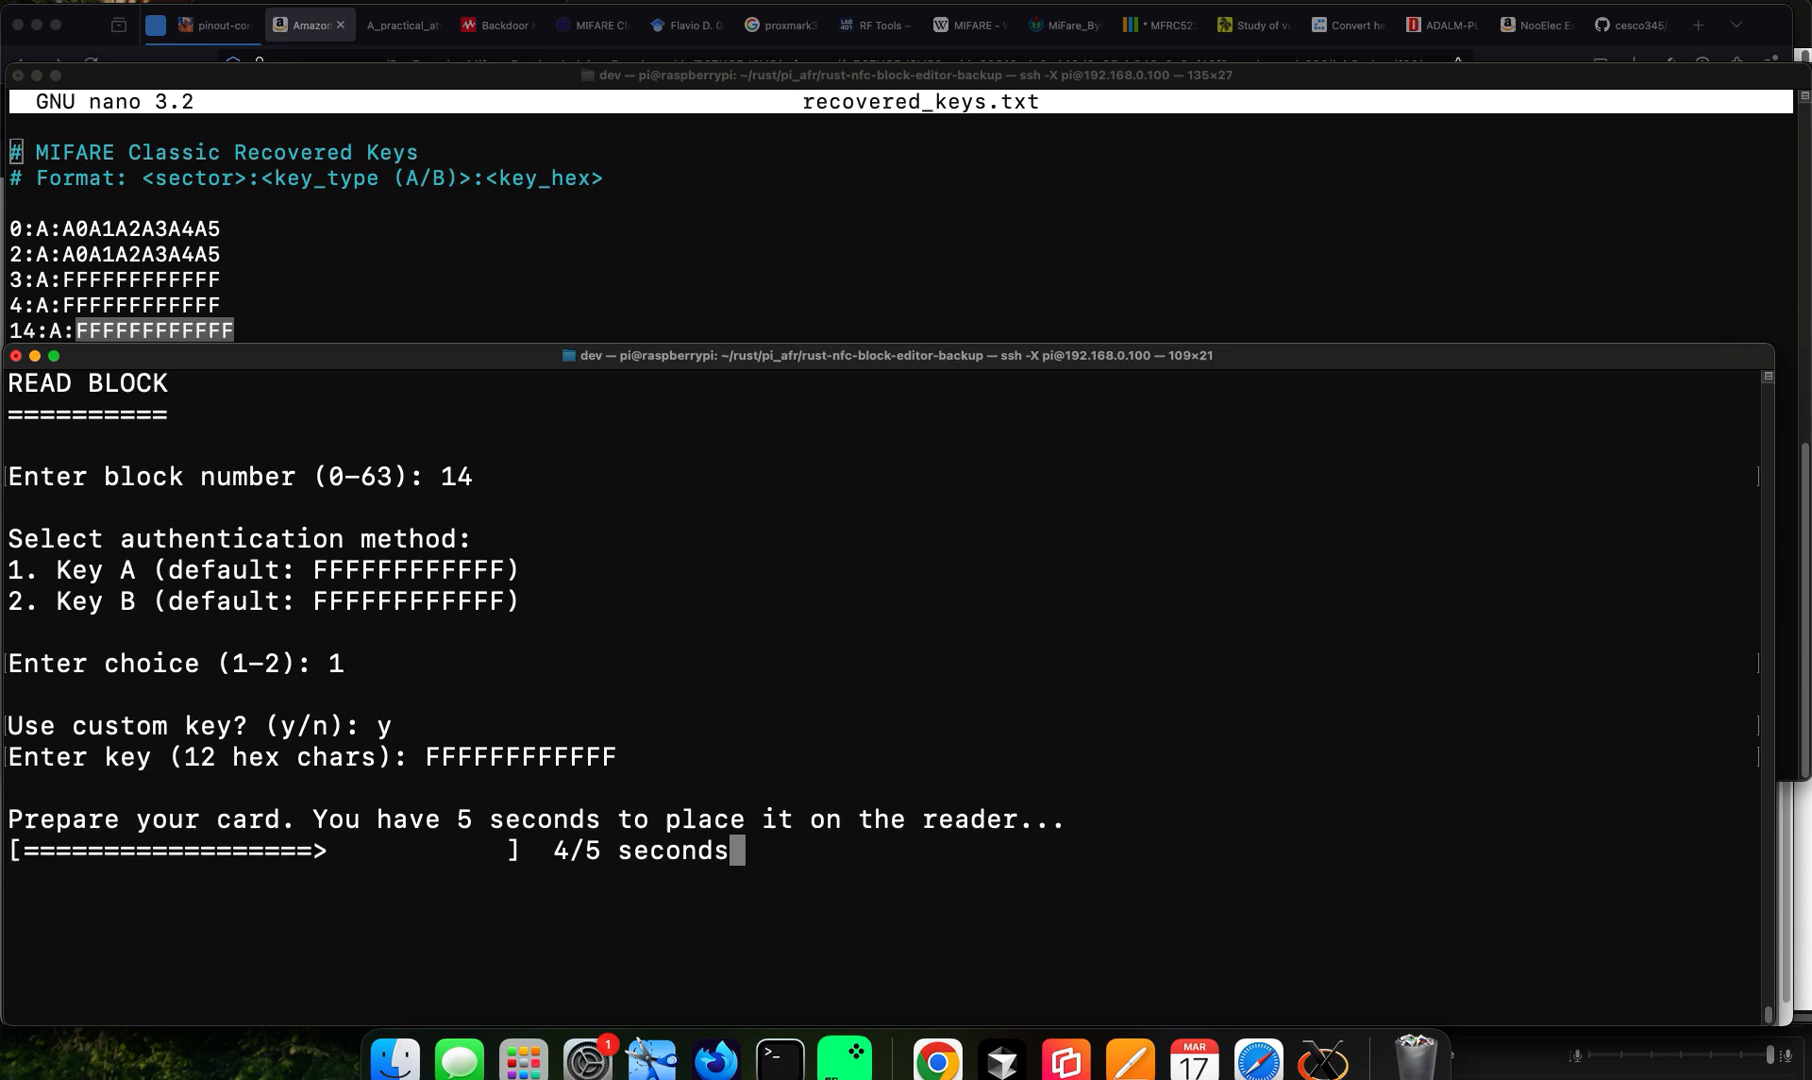 pinout-con
Amazon
A_practical_at
Backdoor
MIFARE Cl
Flavio D. G
proxmark3
RF Tools –
MIFARE – W
MiFare_By
* MFRC52
Study of v
Convert he
ADALM-PL
NooElec E
cesco345/
dev — pi@raspberrypi: ~/rust/pi_afr/rust-nfc-block-editor-backup — ssh -X pi@192.168.0.100 — 135×27
GNU nano 3.2 recovered_keys.txt
# MIFARE Classic Recovered Keys
# Format: <sector>:<key_type (A/B)>:<key_hex>
0:A:A0A1A2A3A4A5
2:A:A0A1A2A3A4A5
3:A:FFFFFFFFFFFF
4:A:FFFFFFFFFFFF
14:A:FFFFFFFFFFFF
dev — pi@raspberrypi: ~/rust/pi_afr/rust-nfc-block-editor-backup — ssh -X pi@192.168.0.100 — 109×21
READ BLOCK
==========
Enter block number (0-63): 14
Select authentication method:
1. Key A (default: FFFFFFFFFFFF)
2. Key B (default: FFFFFFFFFFFF)
Enter choice (1-2): 1
Use custom key? (y/n): y
Enter key (12 hex chars): FFFFFFFFFFFF
Prepare your card. You have 5 seconds to place it on the reader...
[==================> ] 4/5 seconds
1
MAR
17